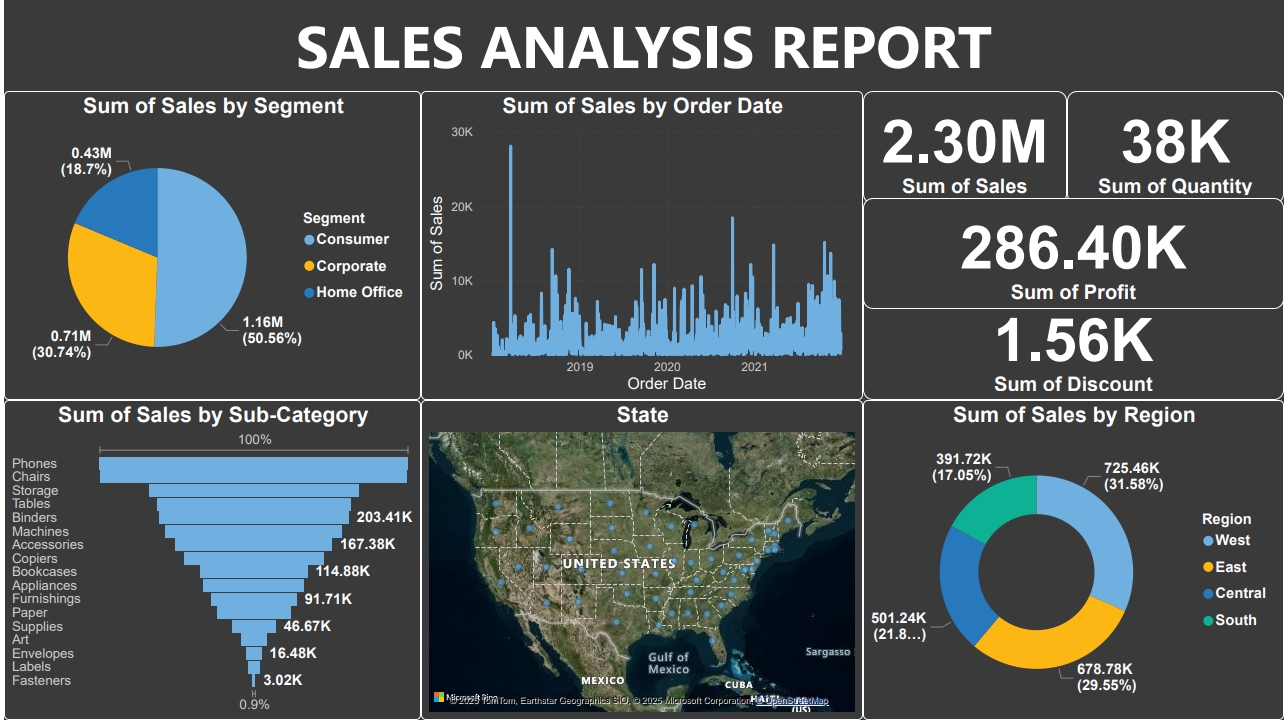 SALES ANALYSIS REPORT
Sum of Sales by Segment
0.43M
(18.7%)
0.71M
(30.74%)
1.16M
(50.56%)
Segment
Consumer
Corporate
Home Office
Sum of Sales by Order Date
Sum of Sales
30K
20K
10K
0K
2019
2020
2021
Order Date
2.30M
Sum of Sales
38K
Sum of Quantity
286.40K
Sum of Profit
1.56K
Sum of Discount
Sum of Sales by Sub-Category
100%
Phones
Chairs
Storage
Tables
Binders 203.41K
Machines
Accessories 167.38K
Copiers
Bookcases 114.88K
Appliances
Furnishings 91.71K
Paper
Supplies 46.67K
Art
Envelopes 16.48K
Labels
Fasteners 3.02K
0.9%
State
UNITED STATES
Gulf of
Mexico
Sargasso
MEXICO
CUBA
HAITI
(US)
Microsoft Bing
© 2025 TomTom, Earthstar Geographics SIO, © 2025 Microsoft Corporation, © OpenStreetMap
Sum of Sales by Region
391.72K
(17.05%)
725.46K
(31.58%)
501.24K
(21.8...)
678.78K
(29.55%)
Region
West
East
Central
South